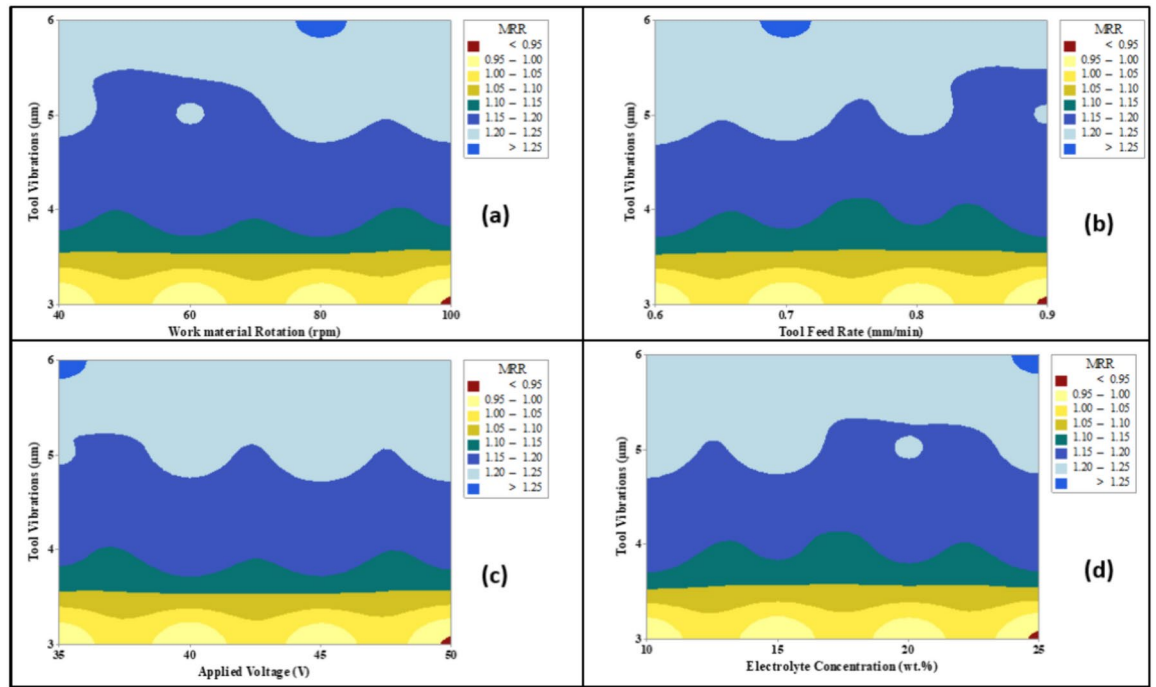 6
5
4
3
Tool Vibrations (µm)
40 60 80 100
Work material Rotation (rpm)
MRR
< 0.95
0.95 – 1.00
1.00 – 1.05
1.05 – 1.10
1.10 – 1.15
1.15 – 1.20
1.20 – 1.25
> 1.25
(a)
6
5
4
3
Tool Vibrations (µm)
0.6 0.7 0.8 0.9
Tool Feed Rate (mm/min)
MRR
< 0.95
0.95 – 1.00
1.00 – 1.05
1.05 – 1.10
1.10 – 1.15
1.15 – 1.20
1.20 – 1.25
> 1.25
(b)
6
5
4
3
Tool Vibrations (µm)
35 40 45 50
Applied Voltage (V)
MRR
< 0.95
0.95 – 1.00
1.00 – 1.05
1.05 – 1.10
1.10 – 1.15
1.15 – 1.20
1.20 – 1.25
> 1.25
(c)
6
5
4
3
Tool Vibrations (µm)
10 15 20 25
Electrolyte Concentration (wt.%)
MRR
< 0.95
0.95 – 1.00
1.00 – 1.05
1.05 – 1.10
1.10 – 1.15
1.15 – 1.20
1.20 – 1.25
> 1.25
(d)